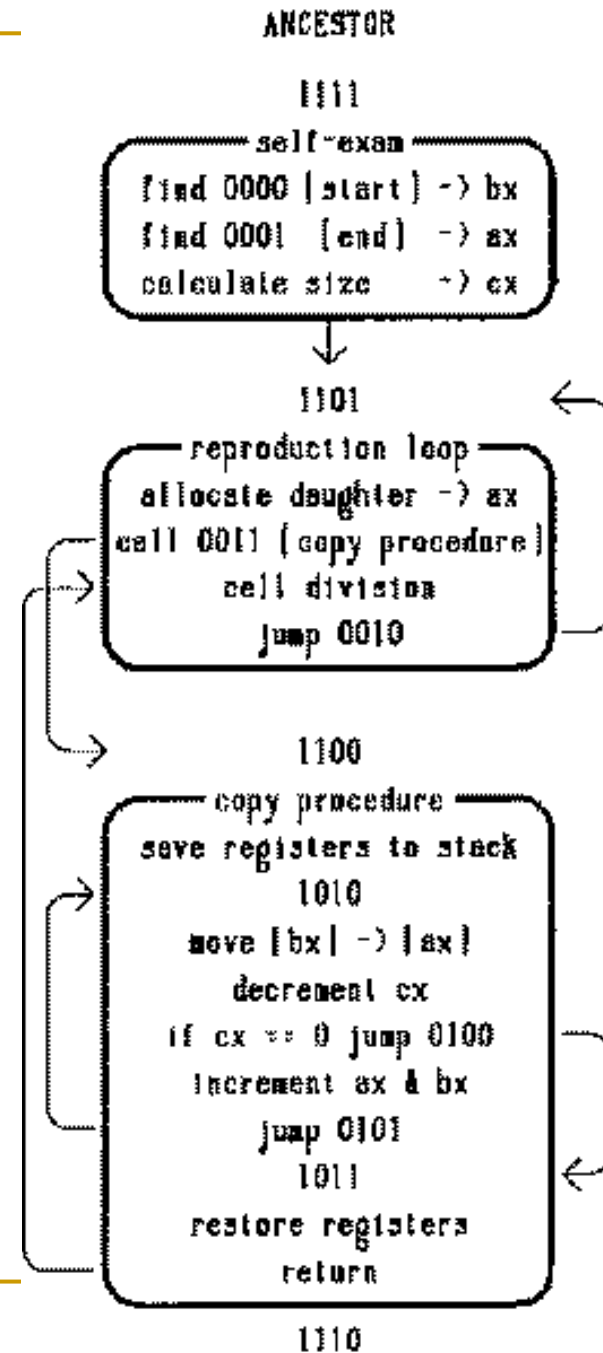 ANCESTOR
1111
self-exam
find 0000 [start] -> bx
find 0001 [end] -> ax
calculate size -> cx
1101
reproduction loop
allocate daughter -> ax
call 0011 [copy procedure]
cell division
jump 0010
1100
copy procedure
save registers to stack
1010
move [bx] -> [ax]
decrement cx
if cx == 0 jump 0100
increment ax & bx
jump 0101
1011
restore registers
return
1110